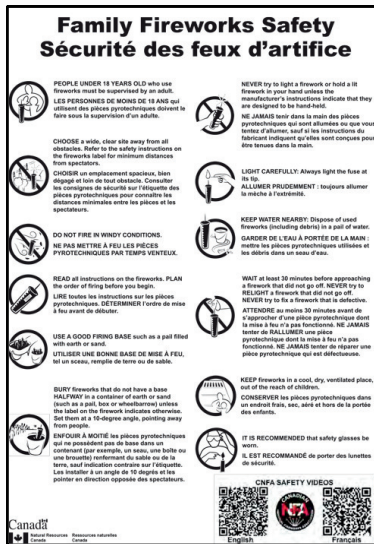 Family Fireworks Safety
Sécurité des feux d'artifice
PEOPLE UNDER 18 YEARS OLD who use
fireworks must be supervised by an adult.
LES PERSONNES DE MOINS DE 18 ANS qui
utilisent des pièces pyrotechniques doivent le
faire sous la supervision d'un adulte.
CHOOSE a wide, clear site away from all
obstacles. Refer to the safety instructions on
the fireworks label for minimum distances
from spectators.
CHOISIR un emplacement spacieux, bien
dégagé et loin de tout obstacle. Consulter
les consignes de sécurité sur l'étiquette des
pièces pyrotechniques pour connaître les
distances minimales entre les pièces et les
spectateurs.
DO NOT FIRE IN WINDY CONDITIONS.
NE PAS METTRE À FEU LES PIÈCES
PYROTECHNIQUES PAR TEMPS VENTEUX.
READ all instructions on the fireworks. PLAN
the order of firing before you begin.
LIRE toutes les instructions sur les pièces
pyrotechniques. DÉTERMINER l'ordre de mise
à feu avant de débuter.
USE A GOOD FIRING BASE such as a pail filled
with earth or sand.
UTILISER UNE BONNE BASE DE MISE À FEU,
tel un sceau, remplie de terre ou de sable.
BURY fireworks that do not have a base
HALFWAY in a container of earth or sand
(such as a pail, box or wheelbarrow) unless
the label on the firework indicates otherwise.
Set them at a 10-degree angle, pointing away
from people.
ENFOUIR À MOITIÉ les pièces pyrotechniques
qui ne possèdent pas de base dans un
contenant (par exemple, un seau, une boîte ou
une brouette) renfermant du sable ou de la
terre, sauf indication contraire sur l'étiquette.
Les installer à un angle de 10 degrés et les
pointer en direction opposée des spectateurs.
NEVER try to light a firework or hold a lit
firework in your hand unless the
manufacturer's instructions indicate that they
are designed to be hand-held.
NE JAMAIS tenir dans la main des pièces
pyrotechniques qui sont allumées ou que vous
tentez d'allumer, sauf si les instructions du
fabricant indiquent qu'elles sont conçues pour
être tenues dans la main.
LIGHT CAREFULLY: Always light the fuse at
its tip.
ALLUMER PRUDEMMENT : toujours allumer
la mèche à l'extrémité.
KEEP WATER NEARBY: Dispose of used
fireworks (including debris) in a pail of water.
GARDER DE L'EAU À PORTÉE DE LA MAIN :
mettre les pièces pyrotechniques utilisées et
les débris dans un seau d'eau.
WAIT at least 30 minutes before approaching
a firework that did not go off. NEVER try to
RELIGHT a firework that did not go off.
NEVER try to fix a firework that is defective.
ATTENDRE au moins 30 minutes avant de
s'approcher d'une pièce pyrotechnique dont
la mise à feu n'a pas fonctionné. NE JAMAIS
tenter de RALLUMER une pièce
pyrotechnique dont la mise à feu n'a pas
fonctionné. NE JAMAIS tenter de réparer une
pièce pyrotechnique qui est défectueuse.
KEEP fireworks in a cool, dry, ventilated place,
out of the reach of children.
CONSERVER les pièces pyrotechniques dans
un endroit frais, sec, aéré et hors de la portée
des enfants.
IT IS RECOMMENDED that safety glasses be
worn.
IL EST RECOMMANDÉ de porter des lunettes
de sécurité.
CNFA SAFETY VIDEOS
CANADIAN
English
Français
Canada
Natural Resources Canada
Ressources naturelles Canada